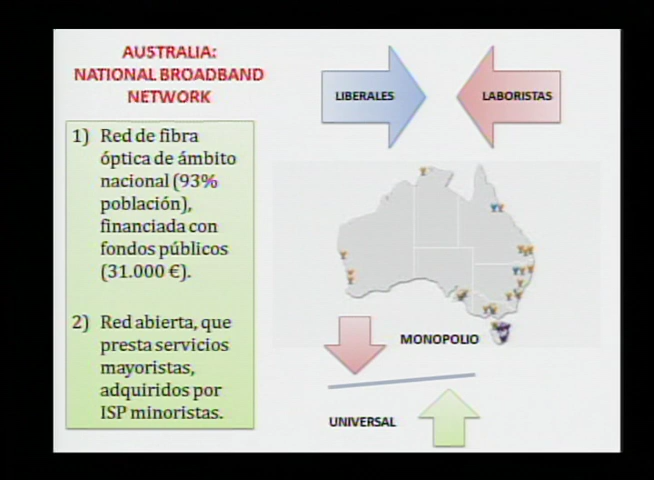 AUSTRALIA:
NATIONAL BROADBAND
NETWORK
1) Red de fibra
óptica de ámbito
nacional (93%
población),
financiada con
fondos públicos
(31.000 €).
2) Red abierta, que
presta servicios
mayoristas,
adquiridos por
ISP minoristas.
LIBERALES
LABORISTAS
MONOPOLIO
UNIVERSAL